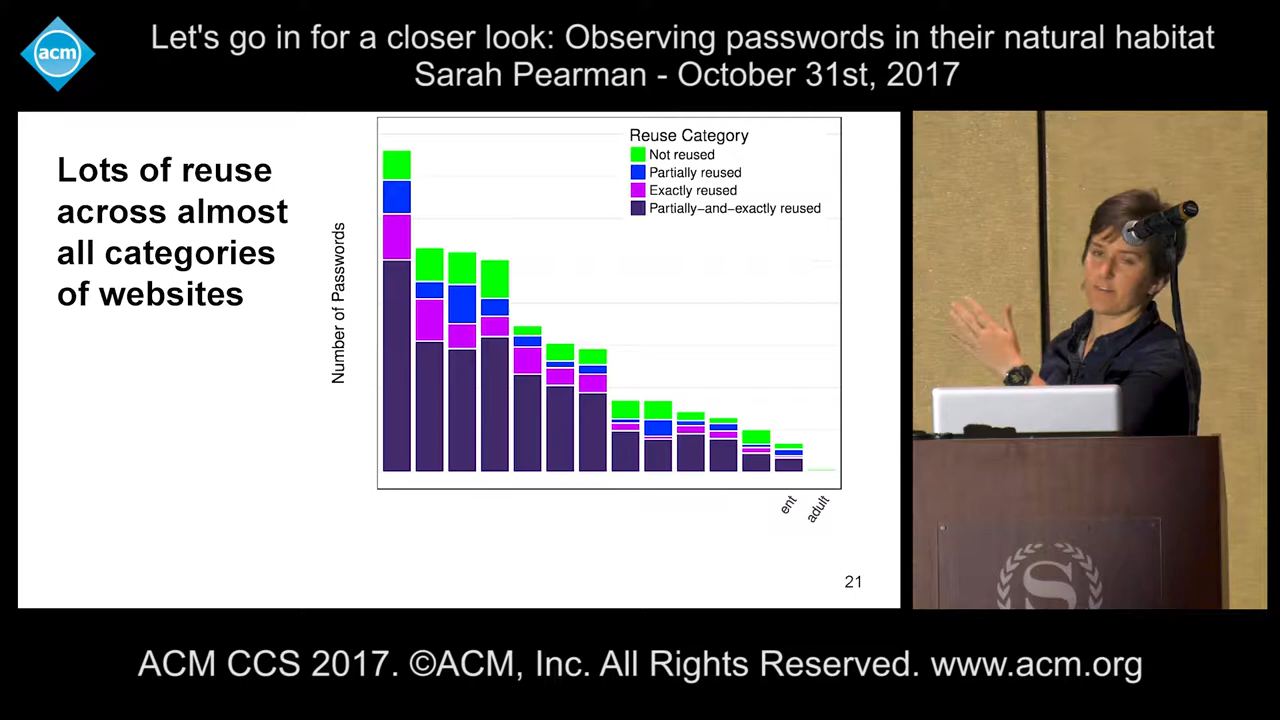 acm
Let's go in for a closer look: Observing passwords in their natural habitat
Sarah Pearman - October 31st, 2017
Lots of reuse
across almost
all categories
of websites
Number of Passwords
Reuse Category
Not reused
Partially reused
Exactly reused
Partially-and-exactly reused
ent
adult
21
S
ACM CCS 2017. ©ACM, Inc. All Rights Reserved. www.acm.org